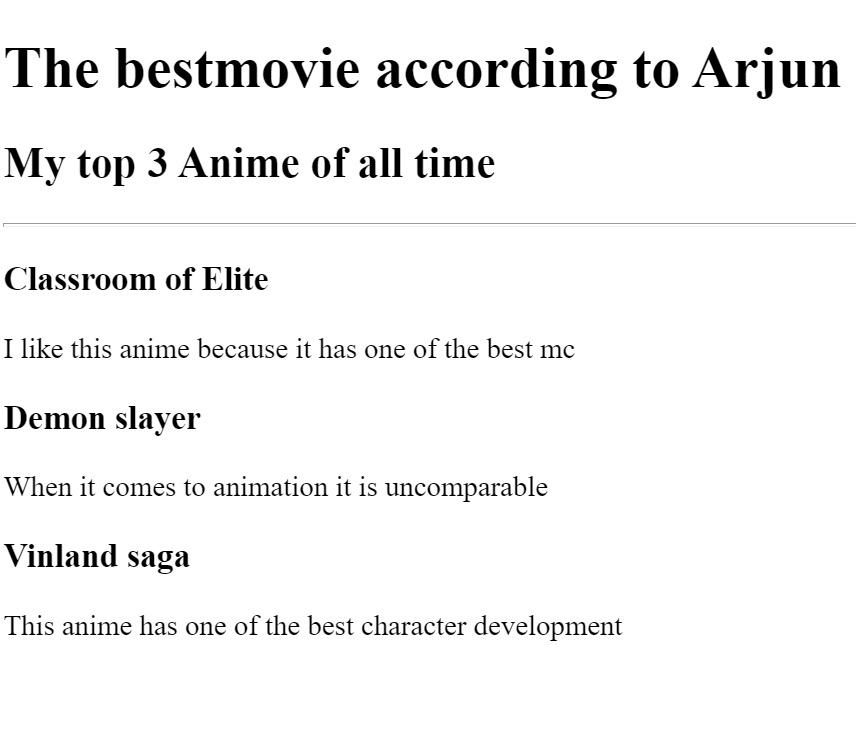 The bestmovie according to Arjun
My top 3 Anime of all time
Classroom of Elite
I like this anime because it has one of the best mc
Demon slayer
When it comes to animation it is uncomparable
Vinland saga
This anime has one of the best character development